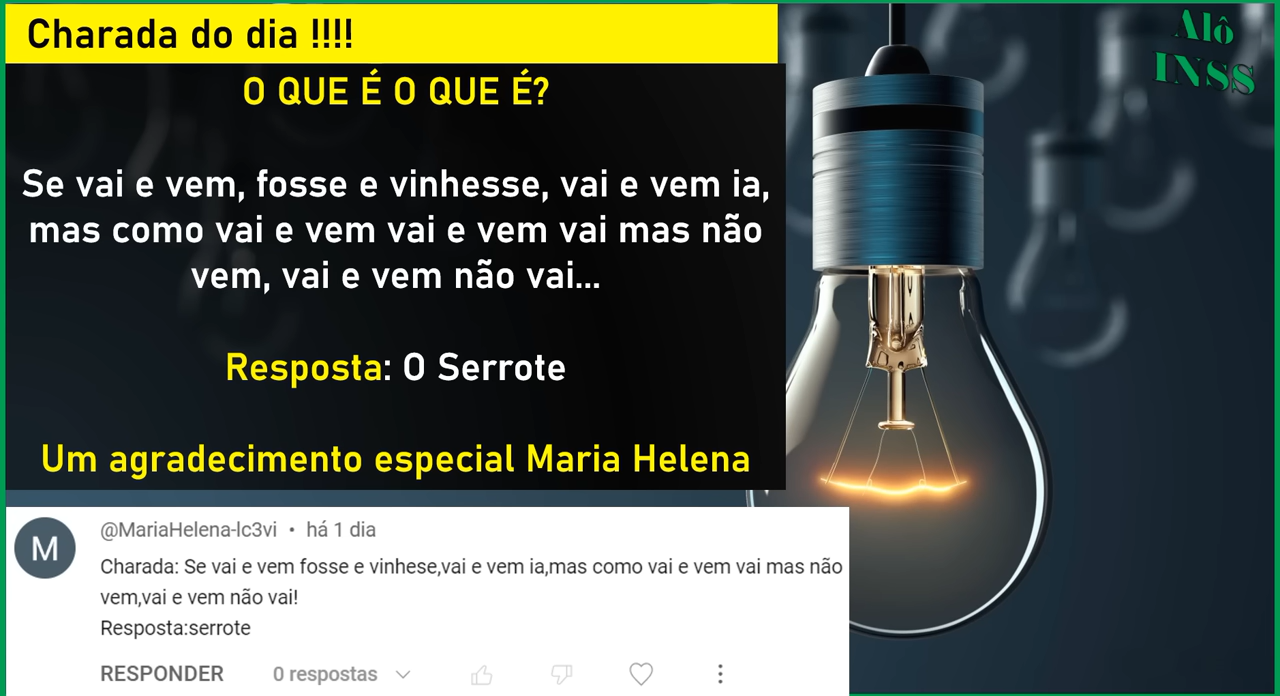 Charada do dia !!!!
Alô
INSS
O QUE É O QUE É?
Se vai e vem, fosse e vinhesse, vai e vem ia,
mas como vai e vem vai e vem vai mas não
vem, vai e vem não vai...
Resposta: O Serrote
Um agradecimento especial Maria Helena
M
@MariaHelena-lc3vi • há 1 dia
Charada: Se vai e vem fosse e vinhese,vai e vem ia,mas como vai e vem vai mas não
vem,vai e vem não vai!
Resposta:serrote
RESPONDER 0 respostas